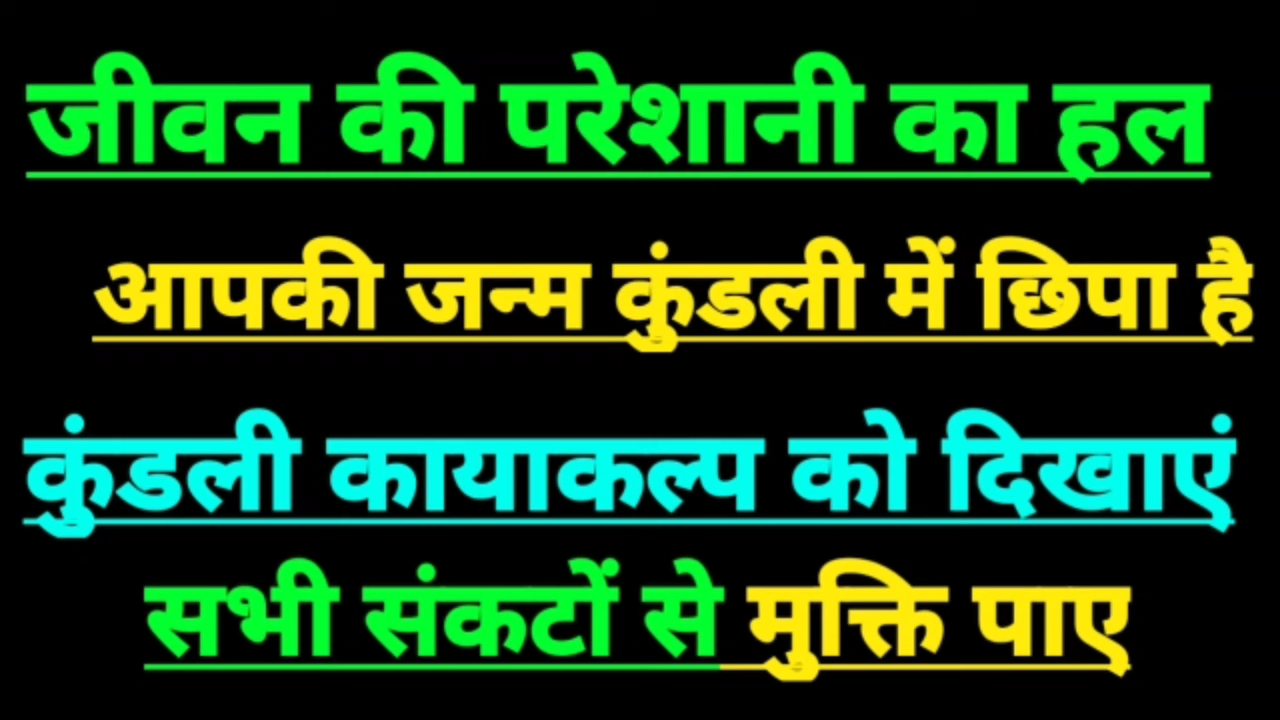 जीवन की परेशानी का हल
आपकी जन्म कुंडली में छिपा है
कुंडली कायाकल्प को दिखाएं
सभी संकटों से मुक्ति पाए